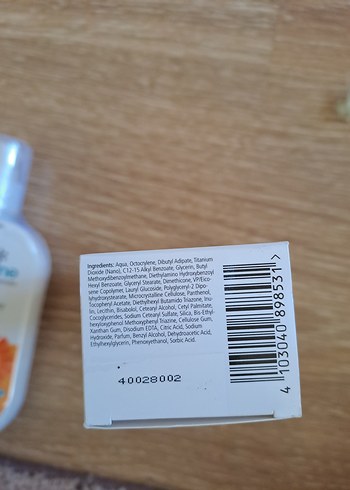 Ingredients: Aqua, Octocrylene, Dibutyl Adipate, Titanium
Dioxide (Nano), C12-15 Alkyl Benzoate, Glycerin, Butyl
Methoxydibenzoylmethane, Diethylamino Hydroxybenzoyl
Hexyl Benzoate, Glyceryl Stearate, Dimethicone, VP/Eico-
sene Copolymer, Lauryl Glucoside, Polyglyceryl-2 Dipo-
lyhydroxystearate, Microcrystalline Cellulose, Panthenol,
Tocopheryl Acetate, Diethylhexyl Butamido Triazone, Inu-
lin, Lecithin, Bisabolol, Cetearyl Alcohol, Cetyl Palmitate,
Cocoglycerides, Sodium Cetearyl Sulfate, Silica, Bis-Ethyl-
hexyloxyphenol Methoxyphenyl Triazine, Cellulose Gum,
Xanthan Gum, Disodium EDTA, Citric Acid, Sodium
Hydroxide, Parfum, Benzyl Alcohol, Dehydroacetic Acid,
Ethylhexylglycerin, Phenoxyethanol, Sorbic Acid.
40028002
4 103040 898531 >